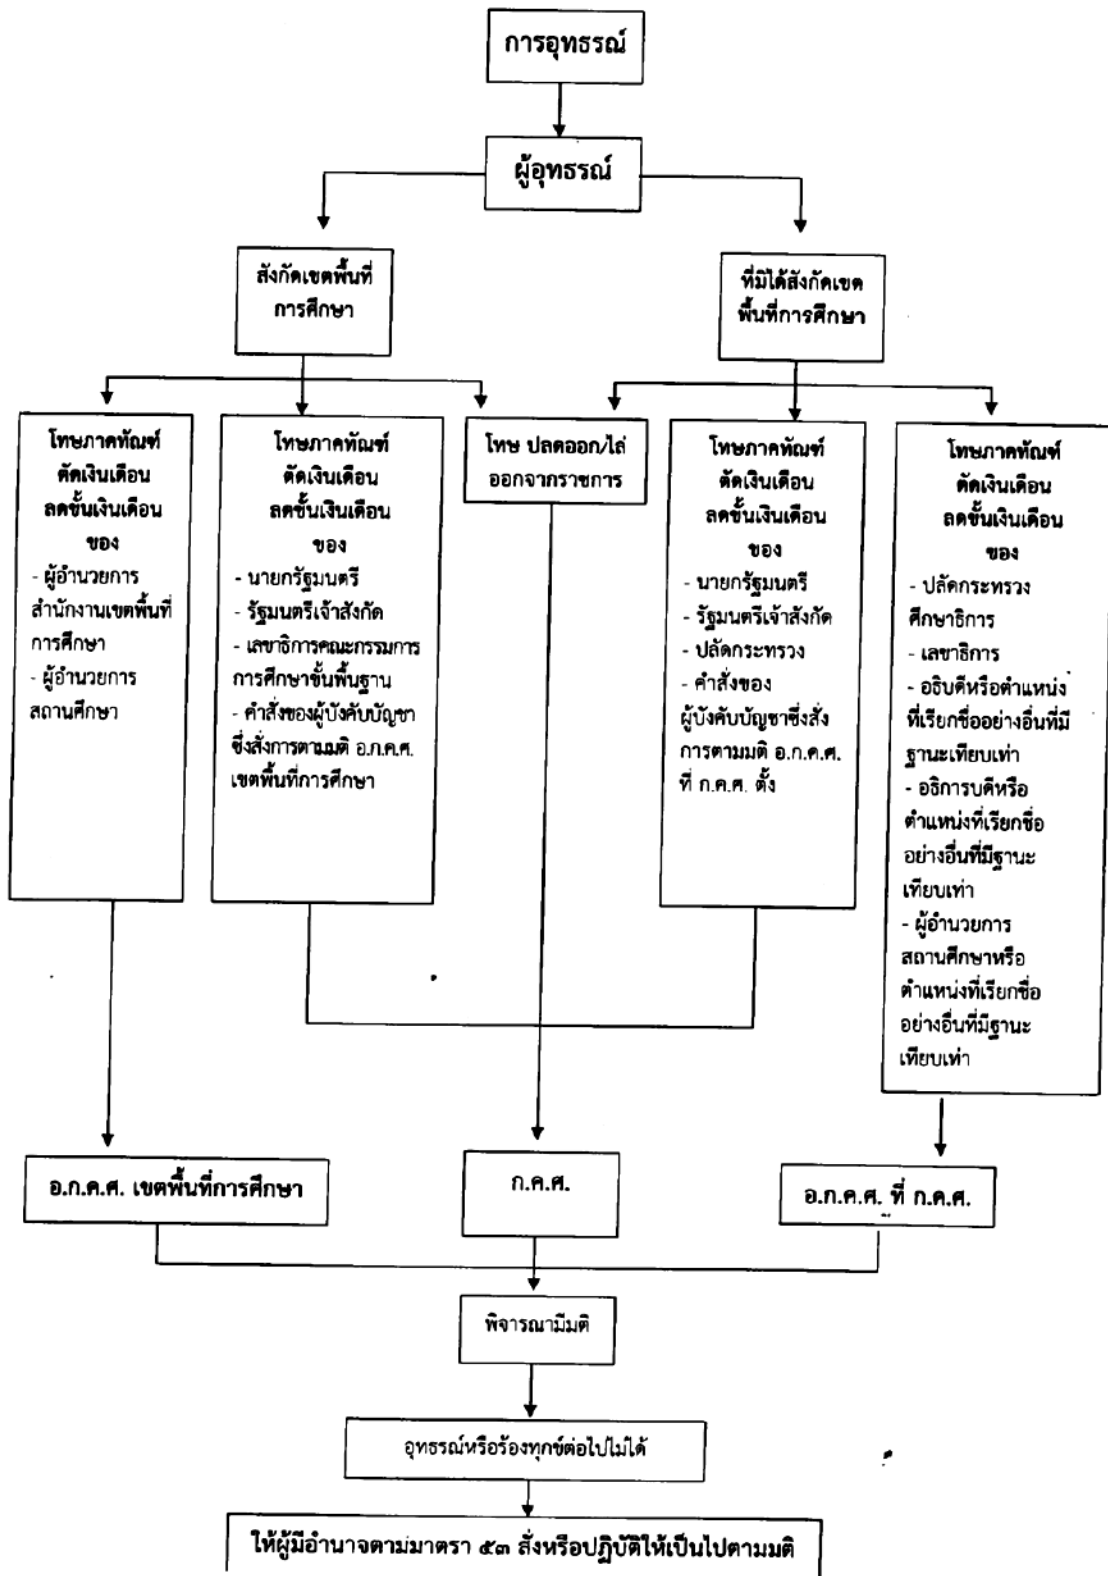 การอุทธรณ์
ผู้อุทธรณ์
สังกัดเขตพื้นที่
การศึกษา
ที่มิได้สังกัดเขต
พื้นที่การศึกษา
โทษภาคทัณฑ์
ตัดเงินเดือน
ลดขั้นเงินเดือน
ของ
- ผู้อำนวยการ
สำนักงานเขตพื้นที่
การศึกษา
- ผู้อำนวยการ
สถานศึกษา
โทษภาคทัณฑ์
ตัดเงินเดือน
ลดขั้นเงินเดือน
ของ
- นายกรัฐมนตรี
- รัฐมนตรีเจ้าสังกัด
- เลขาธิการคณะกรรมการ
การศึกษาขั้นพื้นฐาน
- คำสั่งของผู้บังคับบัญชา
ซึ่งสั่งการตามมติ อ.ก.ค.ศ.
เขตพื้นที่การศึกษา
โทษ ปลดออก/ไล่
ออกจากราชการ
โทษภาคทัณฑ์
ตัดเงินเดือน
ลดขั้นเงินเดือน
ของ
- นายกรัฐมนตรี
- รัฐมนตรีเจ้าสังกัด
- ปลัดกระทรวง
- คำสั่งของ
ผู้บังคับบัญชาซึ่งสั่ง
การตามมติ อ.ก.ค.ศ.
ที่ ก.ค.ศ. ตั้ง
โทษภาคทัณฑ์
ตัดเงินเดือน
ลดขั้นเงินเดือน
ของ
- ปลัดกระทรวง
ศึกษาธิการ
- เลขาธิการ
- อธิบดีหรือตำแหน่ง
ที่เรียกชื่ออย่างอื่นที่มี
ฐานะเทียบเท่า
- อธิการบดีหรือ
ตำแหน่งที่เรียกชื่อ
อย่างอื่นที่มีฐานะ
เทียบเท่า
- ผู้อำนวยการ
สถานศึกษาหรือ
ตำแหน่งที่เรียกชื่อ
อย่างอื่นที่มีฐานะ
เทียบเท่า
อ.ก.ค.ศ. เขตพื้นที่การศึกษา
ก.ค.ศ.
อ.ก.ค.ศ. ที่ ก.ค.ศ.
พิจารณามีมติ
อุทธรณ์หรือร้องทุกข์ต่อไปไม่ได้
ให้ผู้มีอำนาจตามมาตรา ๕๓ สั่งหรือปฏิบัติให้เป็นไปตามมติ